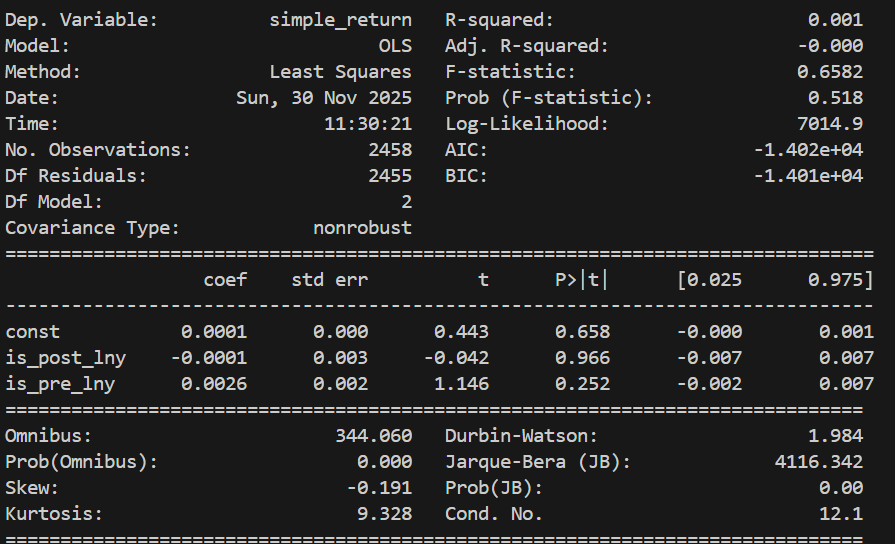 Dep. Variable: simple_return R-squared: 0.001
Model: OLS Adj. R-squared: -0.000
Method: Least Squares F-statistic: 0.6582
Date: Sun, 30 Nov 2025 Prob (F-statistic): 0.518
Time: 11:30:21 Log-Likelihood: 7014.9
No. Observations: 2458 AIC: -1.402e+04
Df Residuals: 2455 BIC: -1.401e+04
Df Model: 2
Covariance Type: nonrobust
==============================================================================
coef std err t P>|t| [0.025 0.975]
------------------------------------------------------------------------------
const 0.0001 0.000 0.443 0.658 -0.000 0.001
is_post_lny -0.0001 0.003 -0.042 0.966 -0.007 0.007
is_pre_lny 0.0026 0.002 1.146 0.252 -0.002 0.007
==============================================================================
Omnibus: 344.060 Durbin-Watson: 1.984
Prob(Omnibus): 0.000 Jarque-Bera (JB): 4116.342
Skew: -0.191 Prob(JB): 0.00
Kurtosis: 9.328 Cond. No. 12.1
==============================================================================